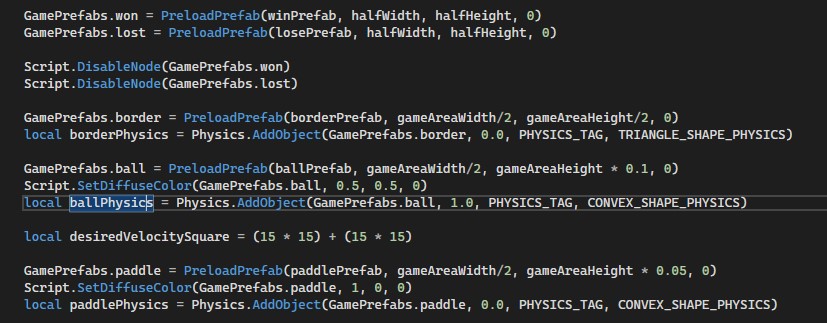 GamePrefabs.won = PreloadPrefab(winPrefab, halfWidth, halfHeight, 0)
GamePrefabs.lost = PreloadPrefab(losePrefab, halfWidth, halfHeight, 0)
Script.DisableNode(GamePrefabs.won)
Script.DisableNode(GamePrefabs.lost)
GamePrefabs.border = PreloadPrefab(borderPrefab, gameAreaWidth/2, gameAreaHeight/2, 0)
local borderPhysics = Physics.AddObject(GamePrefabs.border, 0.0, PHYSICS_TAG, TRIANGLE_SHAPE_PHYSICS)
GamePrefabs.ball = PreloadPrefab(ballPrefab, gameAreaWidth/2, gameAreaHeight * 0.1, 0)
Script.SetDiffuseColor(GamePrefabs.ball, 0.5, 0.5, 0)
local ballPhysics = Physics.AddObject(GamePrefabs.ball, 1.0, PHYSICS_TAG, CONVEX_SHAPE_PHYSICS)
local desiredVelocitySquare = (15 * 15) + (15 * 15)
GamePrefabs.paddle = PreloadPrefab(paddlePrefab, gameAreaWidth/2, gameAreaHeight * 0.05, 0)
Script.SetDiffuseColor(GamePrefabs.paddle, 1, 0, 0)
local paddlePhysics = Physics.AddObject(GamePrefabs.paddle, 0.0, PHYSICS_TAG, CONVEX_SHAPE_PHYSICS)